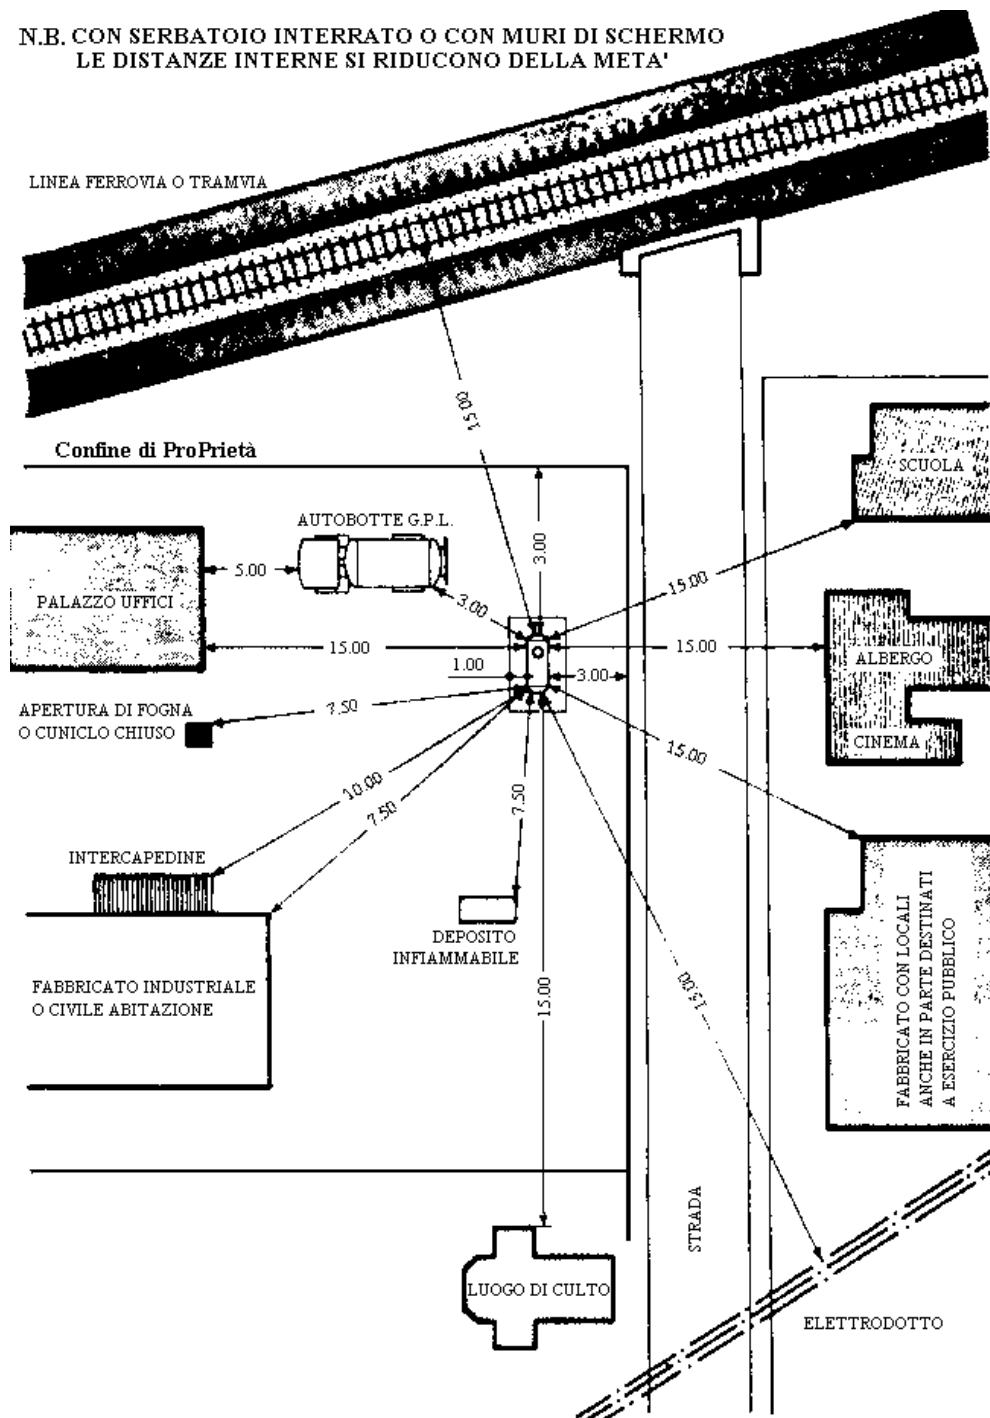 N.B. CON SERBATOIO INTERRATO O CON MURI DI SCHERMO
LE DISTANZE INTERNE SI RIDUCONO DELLA META'
LINEA FERROVIA O TRAMVIA
15.00
Confine di ProPrietà
SCUOLA
AUTOBOTTE G.P.L.
3.00
5.00
3.00
15.00
PALAZZO UFFICI
15.00
15.00
ALBERGO
1.00
3.00
APERTURA DI FOGNA
O CUNICLO CHIUSO
7.50
CINEMA
15.00
10.00
7.50
7.50
INTERCAPEDINE
DEPOSITO
INFIAMMABILE
FABBRICATO INDUSTRIALE
O CIVILE ABITAZIONE
15.00
15.00
FABBRICATO CON LOCALI
ANCHE IN PARTE DESTINATI
A ESERCIZIO PUBBLICO
STRADA
LUOGO DI CULTO
ELETTRODOTTO